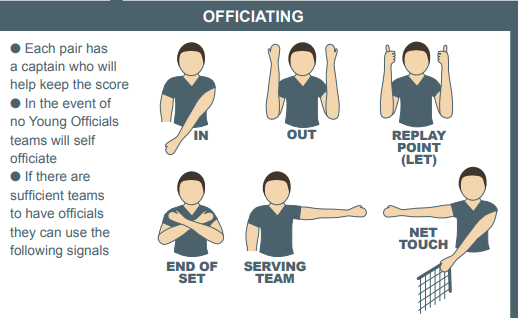 OFFICIATING
● Each pair has
a captain who will
help keep the score
● In the event of
no Young Officials
teams will self
officiate
● If there are
sufficient teams
to have officials
they can use the
following signals
IN
OUT
REPLAY
POINT
(LET)
END OF
SET
SERVING
TEAM
NET
TOUCH